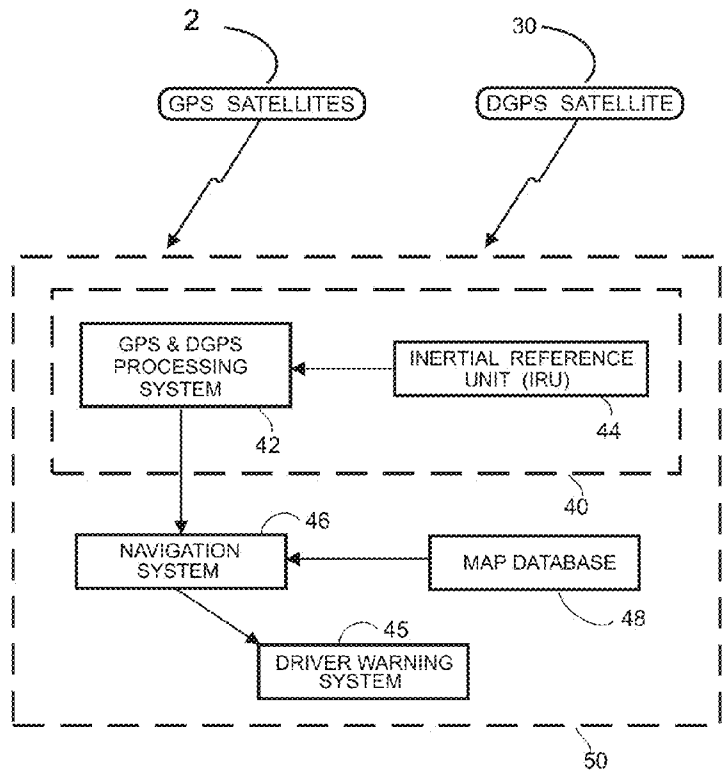 2
30
GPS SATELLITES
DGPS SATELLITE
GPS & DGPS
PROCESSING
SYSTEM
INERTIAL REFERENCE
UNIT (IRU)
42
44
40
46
NAVIGATION
SYSTEM
MAP DATABASE
48
45
DRIVER WARNING
SYSTEM
50